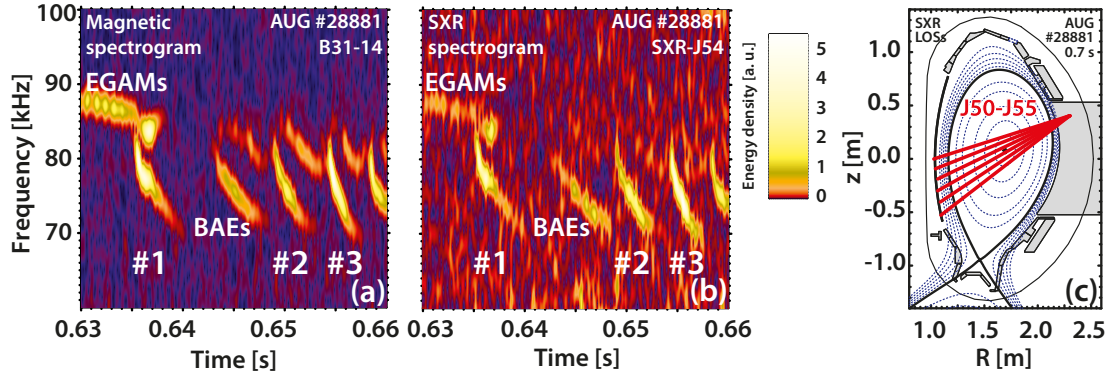 Magnetic
spectrogram
AUG #28881
B31-14
EGAMs
BAEs
#1
#2
#3
(a)
100
90
80
70
Frequency [kHz]
0.63
0.64
0.65
0.66
Time [s]
SXR
spectrogram
AUG #28881
SXR-J54
EGAMs
BAEs
#1
#2
#3
(b)
0.63
0.64
0.65
0.66
Time [s]
5
4
3
2
1
0
Energy density [a. u.]
SXR
LOSs
AUG
#28881
0.7 s
J50-J55
(c)
1.0
0.5
0.0
-0.5
-1.0
z [m]
1.0
1.5
2.0
2.5
R [m]